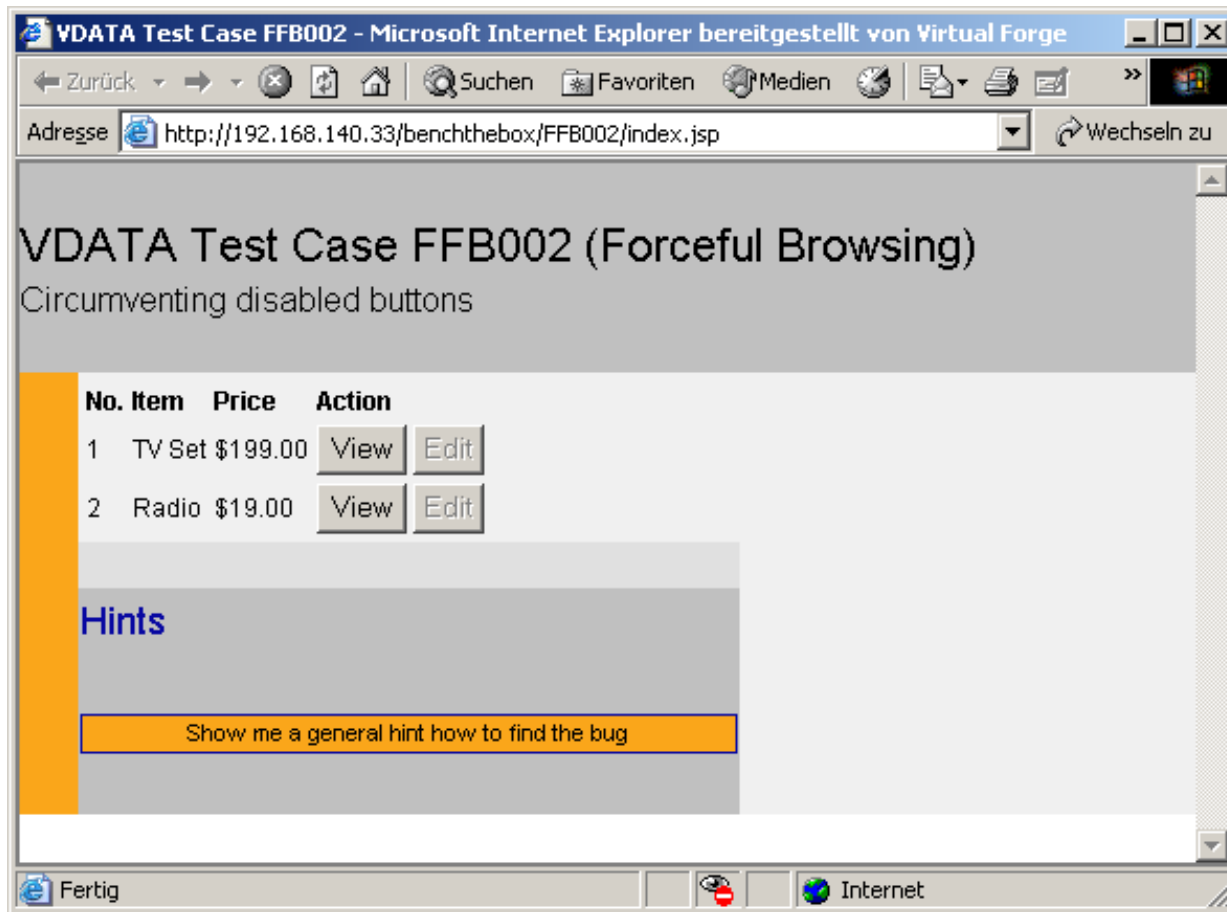 VDATA Test Case FFB002 - Microsoft Internet Explorer bereitgestellt von Virtual Forge
Zurück Suchen Favoriten Medien »
Adresse http://192.168.140.33/benchthebox/FFB002/index.jsp Wechseln zu
VDATA Test Case FFB002 (Forceful Browsing)
Circumventing disabled buttons
No. Item Price Action
1 TV Set $199.00 View Edit
2 Radio $19.00 View Edit
Hints
Show me a general hint how to find the bug
Fertig Internet